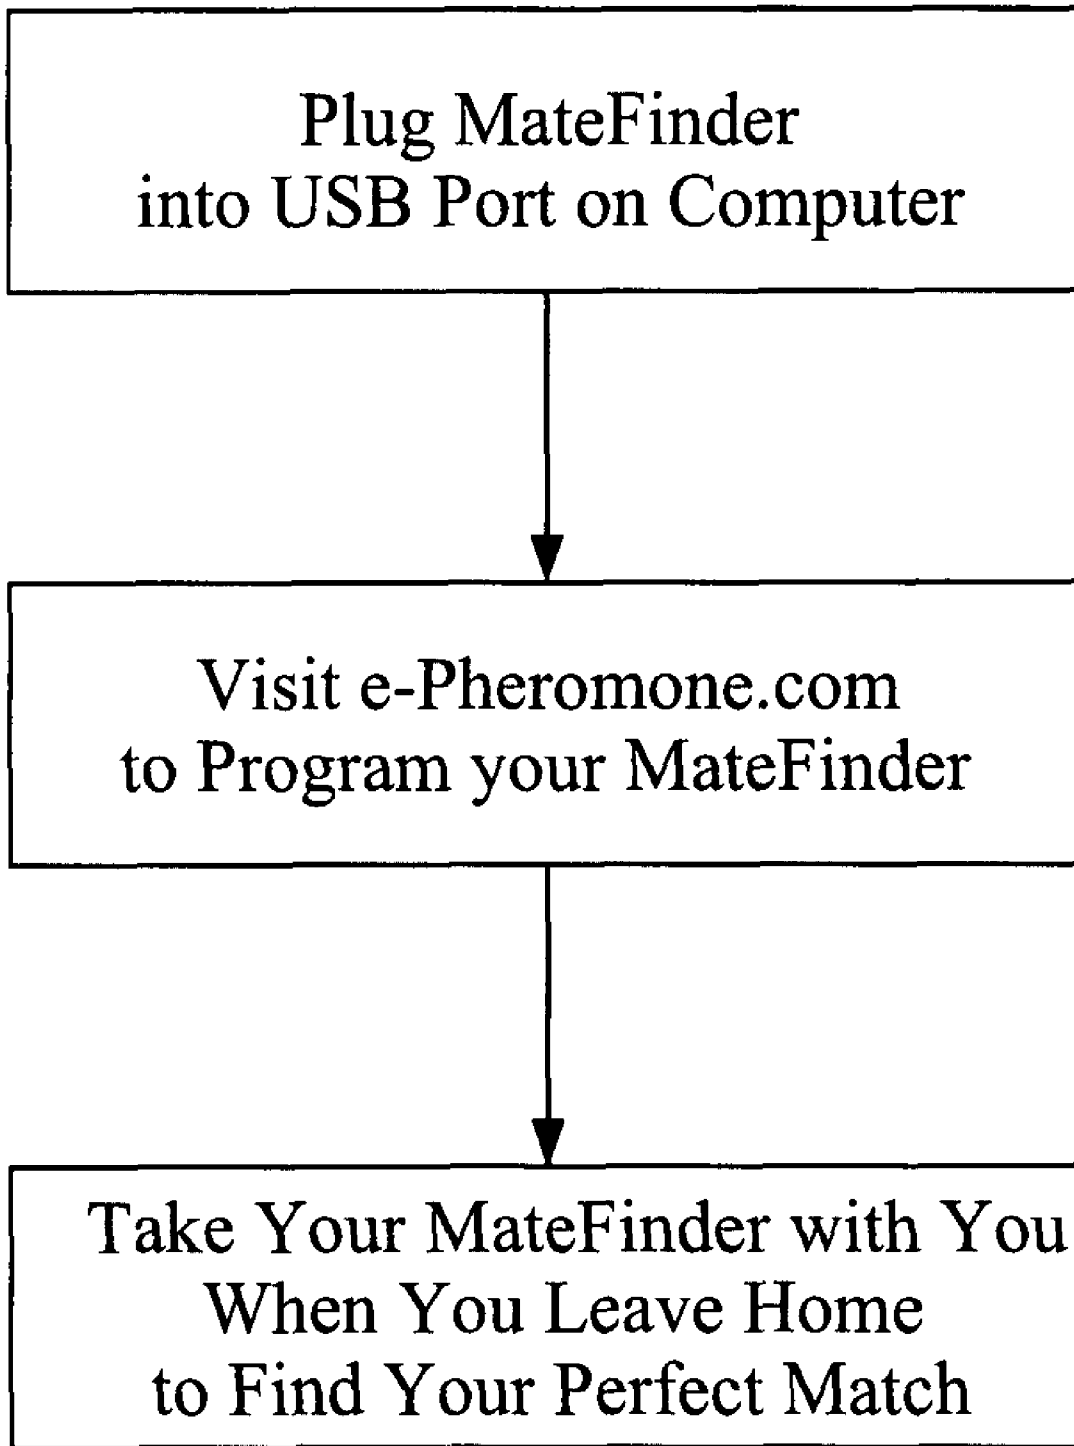 Plug MateFinder
into USB Port on Computer
Visit e-Pheromone.com
to Program your MateFinder
Take Your MateFinder with You
When You Leave Home
to Find Your Perfect Match